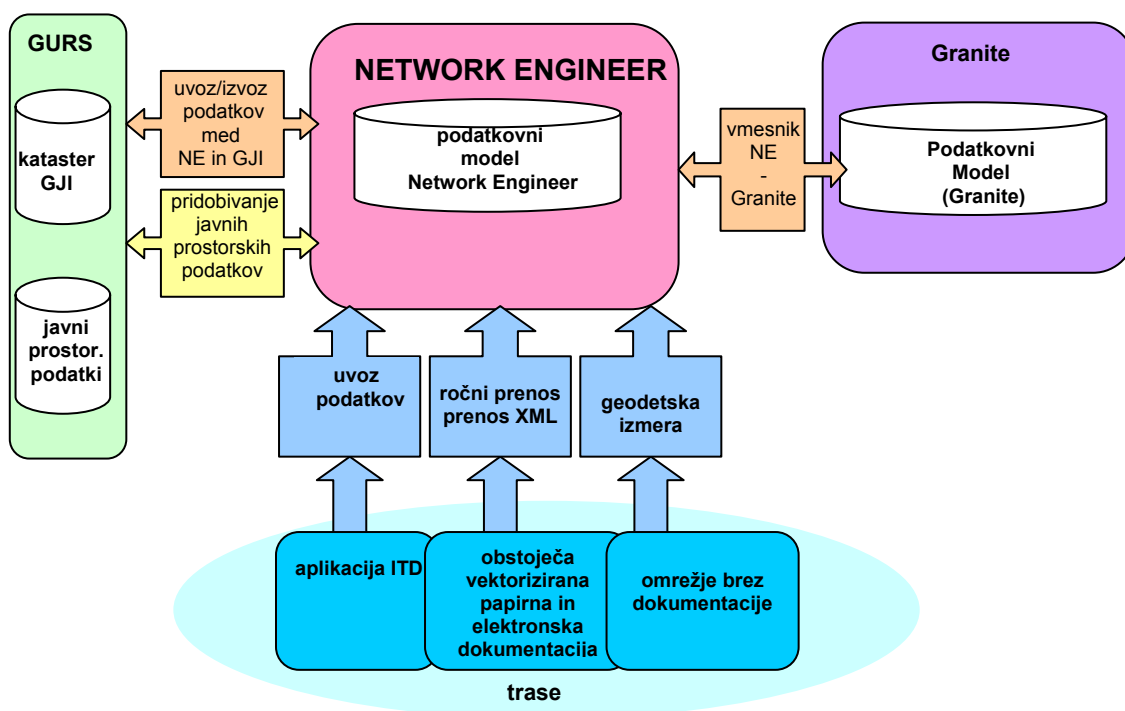 GURS
kataster
GJI
javni
prostor.
podatki
uvoz/izvoz
podatkov
med
NE in GJI
pridobivanje
javnih
prostorskih
podatkov
NETWORK ENGINEER
podatkovni
model
Network Engineer
vmesnik
NE
-
Granite
Granite
Podatkovni
Model
(Granite)
uvoz
podatkov
ročni prenos
prenos XML
geodetska
izmera
aplikacija ITD
obstoječa
vektorizirana
papirna in
elektronska
dokumentacija
omrežje brez
dokumentacije
trase